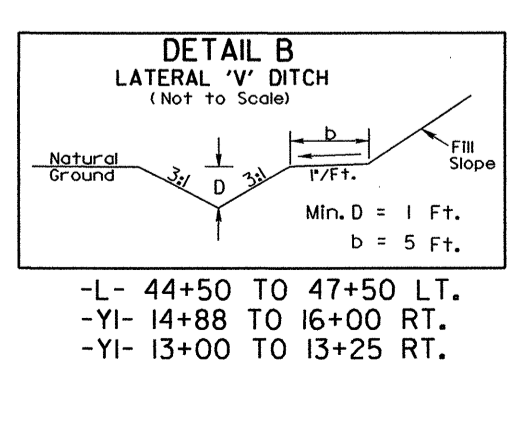 DETAIL B
LATERAL 'V' DITCH
(Not to Scale)
b
Natural
Ground
3:1
D
3:1
1"/Ft.
Fill
Slope
Min. D = 1 Ft.
b = 5 Ft.
-L- 44+50 TO 47+50 LT.
-Y1- 14+88 TO 16+00 RT.
-Y1- 13+00 TO 13+25 RT.